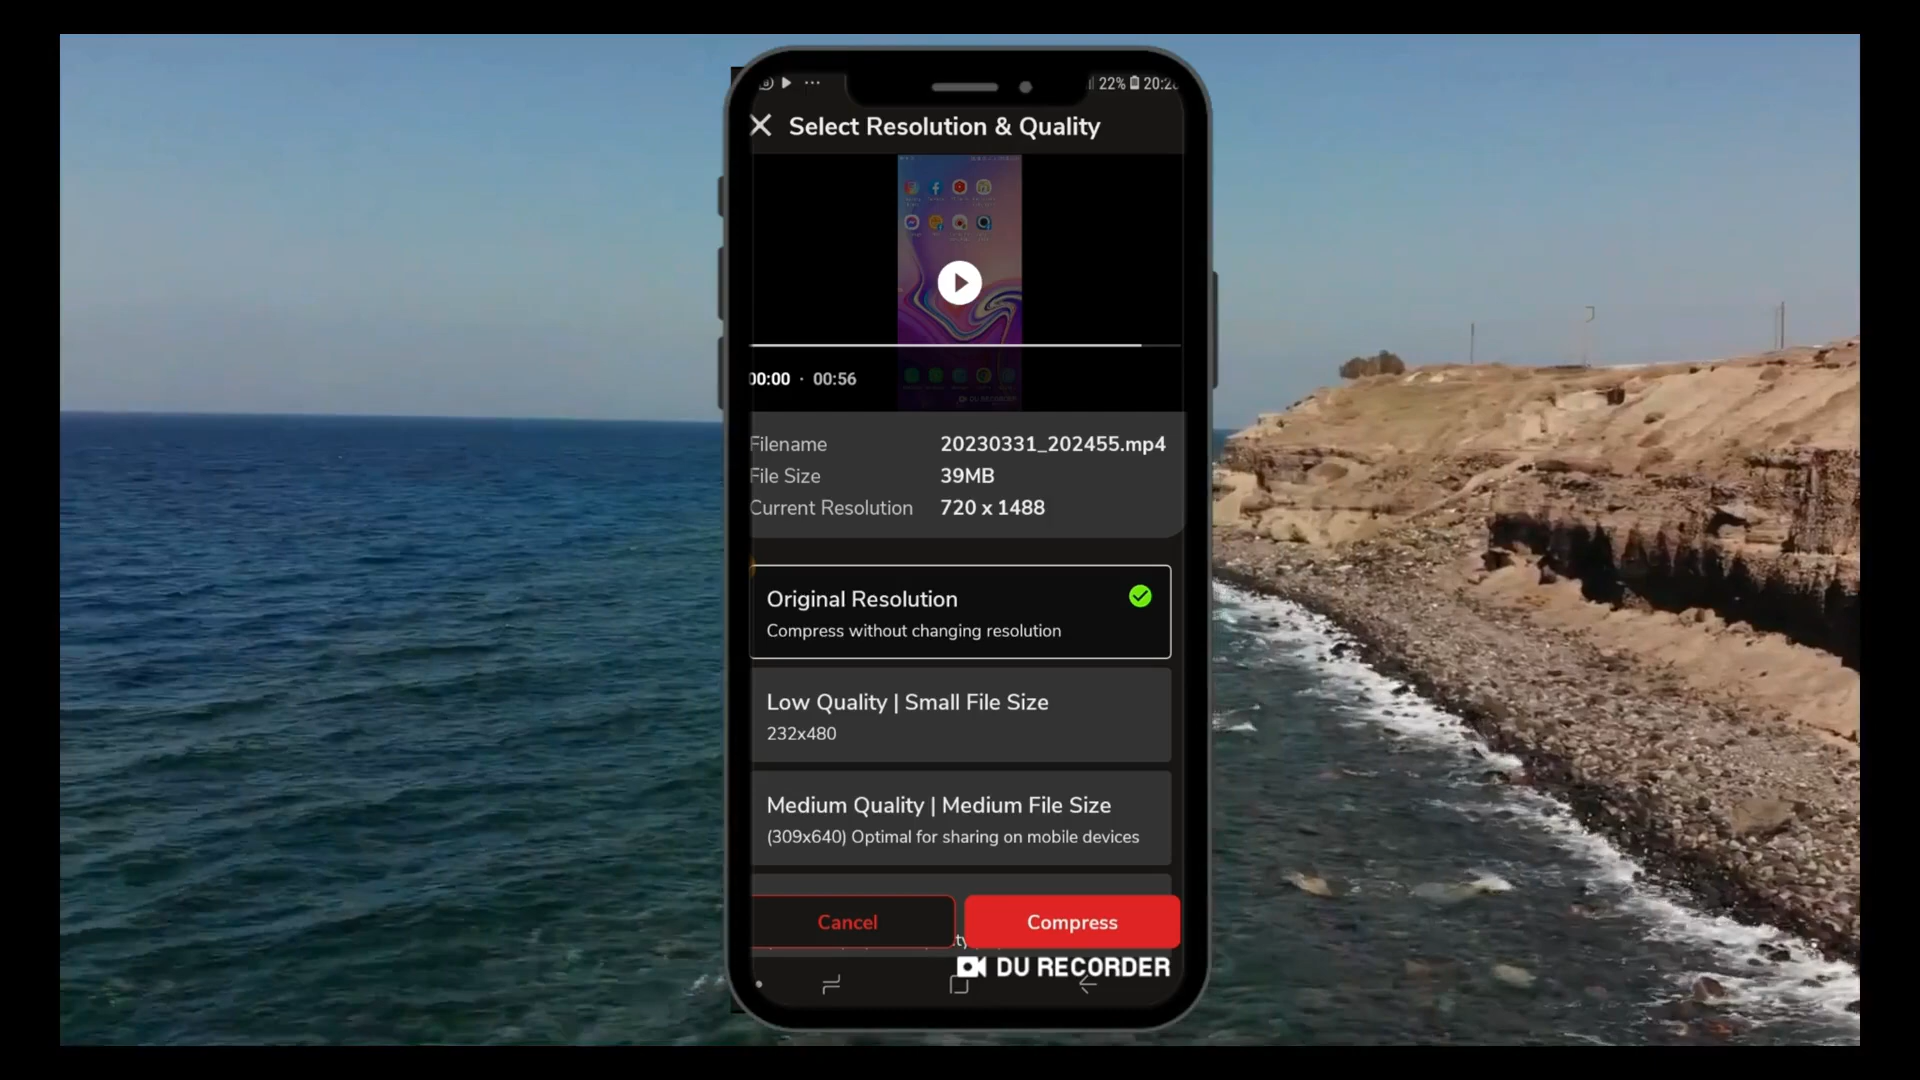 22% 20:2
Select Resolution & Quality
00:00 · 00:56
Filename 20230331_202455.mp4
File Size 39MB
Current Resolution 720 x 1488
Original Resolution
Compress without changing resolution
Low Quality | Small File Size
232x480
Medium Quality | Medium File Size
(309x640) Optimal for sharing on mobile devices
Cancel Compress
DU RECORDER